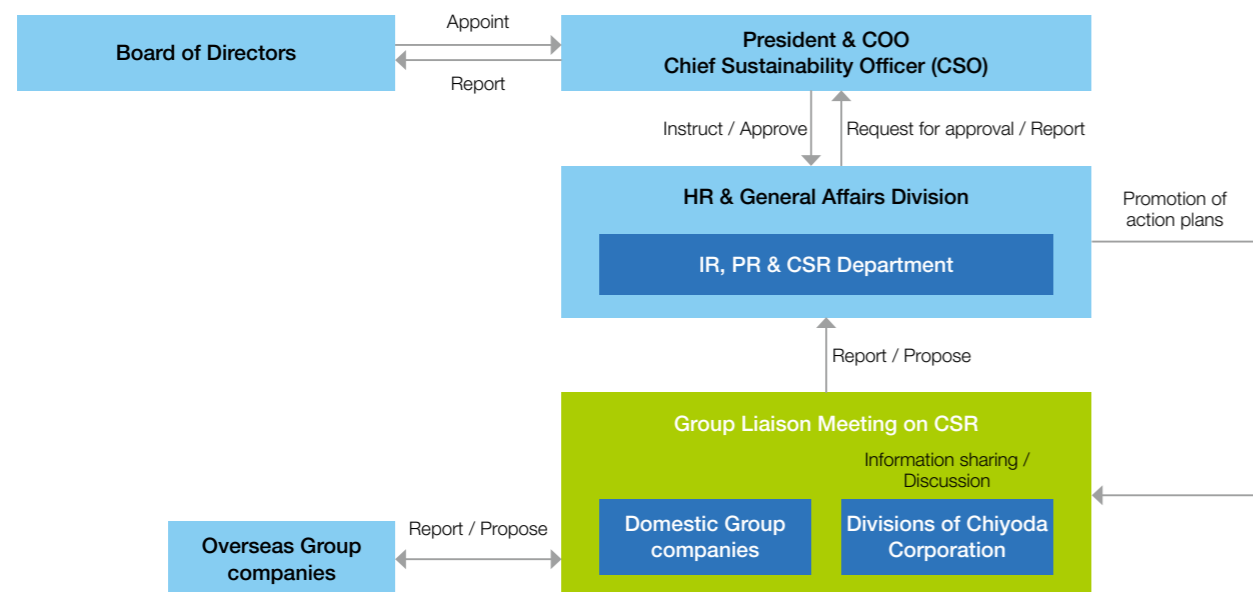 Board of Directors
Appoint
Report
President & COO
Chief Sustainability Officer (CSO)
Instruct / Approve
Request for approval / Report
HR & General Affairs Division
IR, PR & CSR Department
Promotion of
action plans
Report / Propose
Group Liaison Meeting on CSR
Information sharing /
Discussion
Domestic Group
companies
Divisions of Chiyoda
Corporation
Report / Propose
Overseas Group
companies